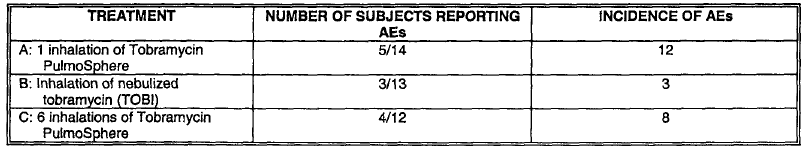 TREATMENT NUMBER OF SUBJECTS REPORTING AEs INCIDENCE OF AEs
A: 1 inhalation of Tobramycin PulmoSphere 5/14 12
B: Inhalation of nebulized tobramycin (TOBI) 3/13 3
C: 6 inhalations of Tobramycin PulmoSphere 4/12 8